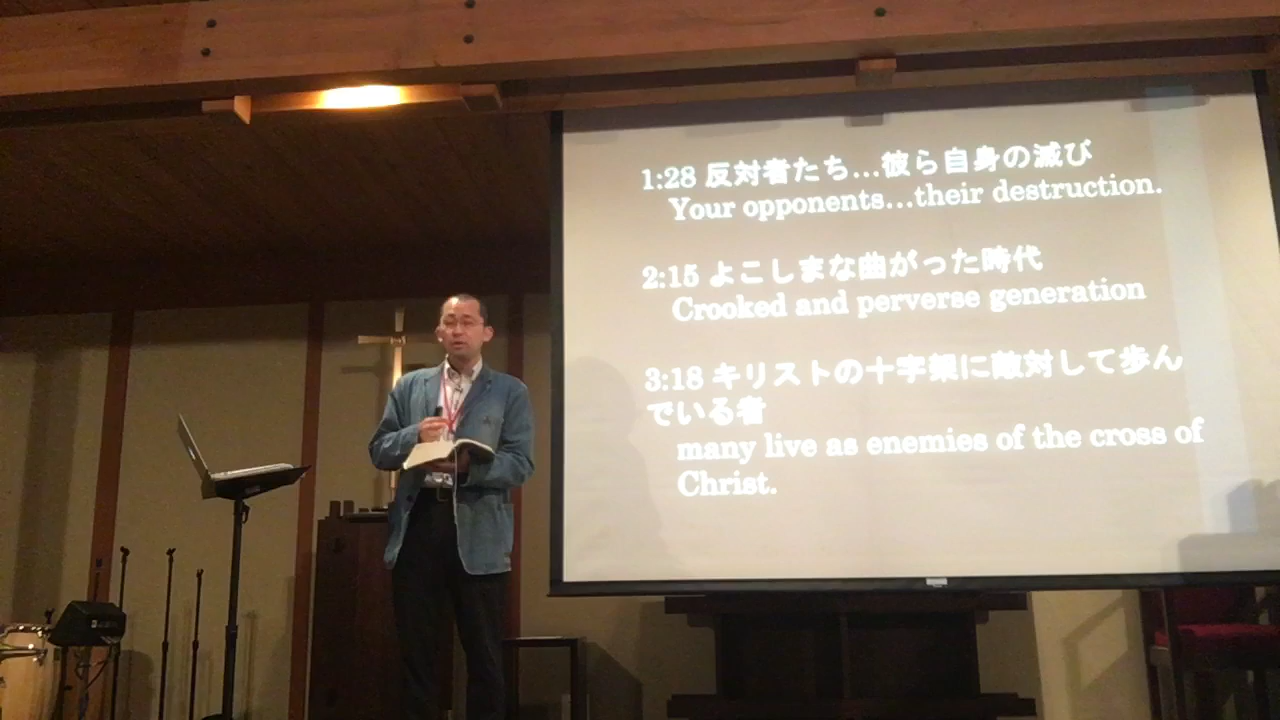 1:28 反対者たち...彼ら自身の滅び
Your opponents...their destruction.
2:15 よこしまな曲がった時代
Crooked and perverse generation
3:18 キリストの十字架に敵対して歩ん
でいる者
many live as enemies of the cross of
Christ.